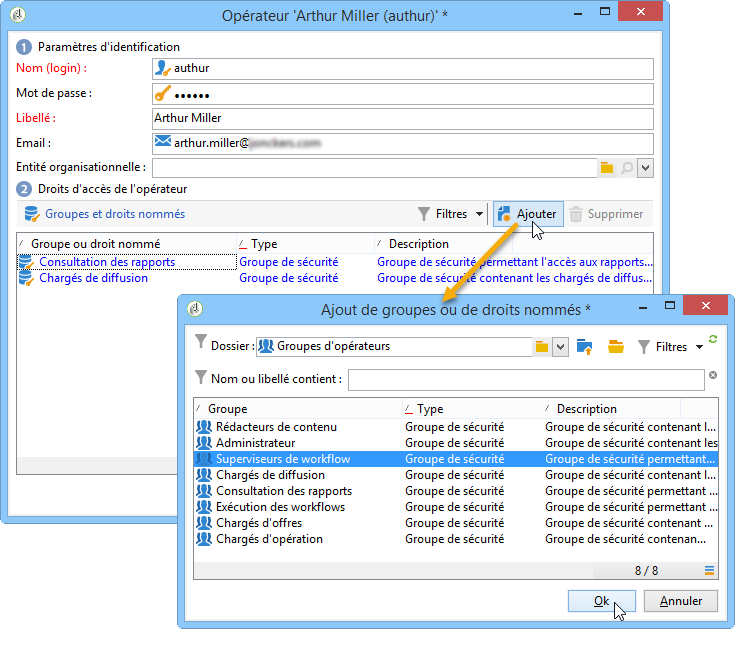 Opérateur 'Arthur Miller (authur)' *
1 Paramètres d'identification
Nom (login) : authur
Mot de passe : ••••••
Libellé : Arthur Miller
Email : arthur.miller@
Entité organisationnelle :
2 Droits d'accès de l'opérateur
Groupes et droits nommés Filtres Ajouter Supprimer
Groupe ou droit nommé Type Description
Consultation des rapports Groupe de sécurité Groupe de sécurité permettant l'accès aux rapports...
Chargés de diffusion Groupe de sécurité Groupe de sécurité contenant les chargés de diffus...
Ajout de groupes ou de droits nommés *
Dossier : Groupes d'opérateurs Filtres
Nom ou libellé contient :
Groupe Type Description
Rédacteurs de contenu Groupe de sécurité Groupe de sécurité contenant l...
Administrateur Groupe de sécurité Groupe de sécurité contenant les
Superviseurs de workflow Groupe de sécurité Groupe de sécurité permettant...
Chargés de diffusion Groupe de sécurité Groupe de sécurité contenant l...
Consultation des rapports Groupe de sécurité Groupe de sécurité permettant ...
Exécution des workflows Groupe de sécurité Groupe de sécurité permettant ...
Chargés d'offres Groupe de sécurité Groupe de sécurité contenant ...
Chargés d'opération Groupe de sécurité Groupe de sécurité contenan...
8 / 8
Ok Annuler